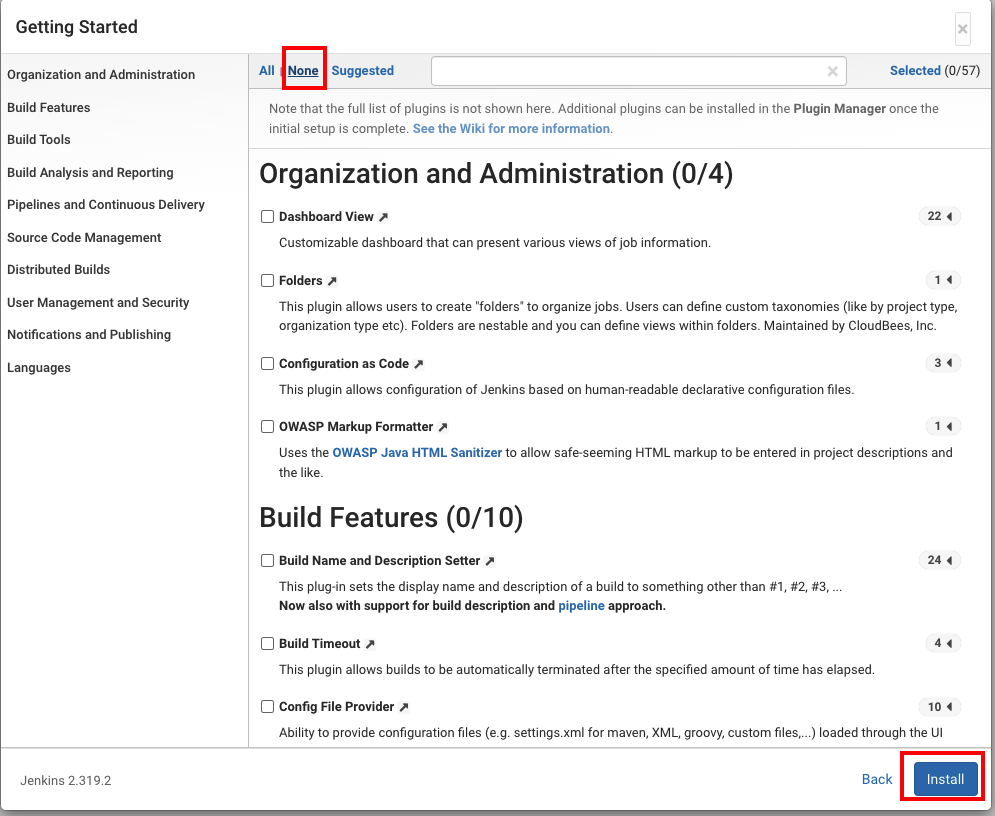 Getting Started
×
Organization and Administration
Build Features
Build Tools
Build Analysis and Reporting
Pipelines and Continuous Delivery
Source Code Management
Distributed Builds
User Management and Security
Notifications and Publishing
Languages
All | None Suggested
×
Selected (0/57)
Note that the full list of plugins is not shown here. Additional plugins can be installed in the Plugin Manager once the
initial setup is complete. See the Wiki for more information.
Organization and Administration (0/4)
Dashboard View 22
Customizable dashboard that can present various views of job information.
Folders 1
This plugin allows users to create "folders" to organize jobs. Users can define custom taxonomies (like by project type,
organization type etc). Folders are nestable and you can define views within folders. Maintained by CloudBees, Inc.
Configuration as Code 3
This plugin allows configuration of Jenkins based on human-readable declarative configuration files.
OWASP Markup Formatter 1
Uses the OWASP Java HTML Sanitizer to allow safe-seeming HTML markup to be entered in project descriptions and
the like.
Build Features (0/10)
Build Name and Description Setter 24
This plug-in sets the display name and description of a build to something other than #1, #2, #3, ...
Now also with support for build description and pipeline approach.
Build Timeout 4
This plugin allows builds to be automatically terminated after the specified amount of time has elapsed.
Config File Provider 10
Ability to provide configuration files (e.g. settings.xml for maven, XML, groovy, custom files,...) loaded through the UI
Jenkins 2.319.2
Back
Install